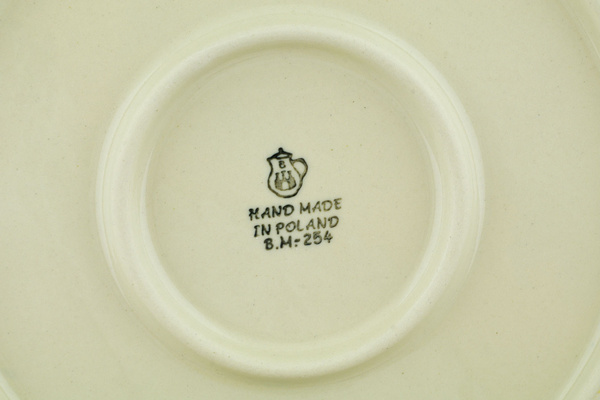 B
HAND MADE
IN POLAND
B.M.-254